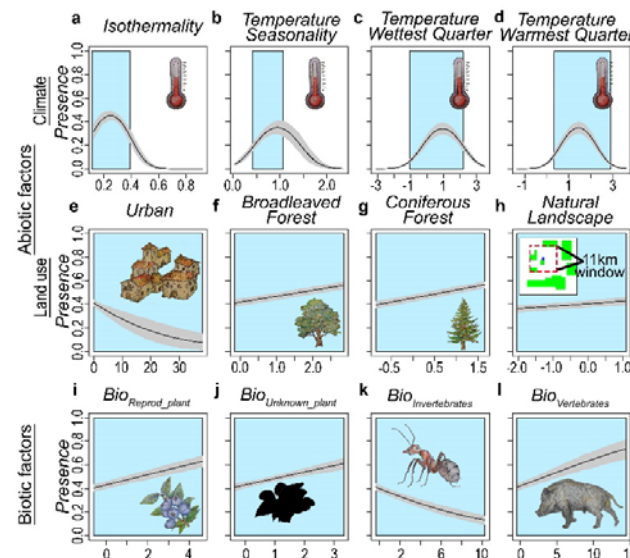 a Isothermality
b Temperature Seasonality
c Temperature Wettest Quarter
d Temperature Warmest Quarter
Abiotic factors
Climate
Presence
0.0 0.2 0.4 0.6 0.8 1.0
0.2 0.4 0.6 0.8
0.0 1.0 2.0
-3 -1 1 3
-1 1 3
e Urban
f Broadleaved Forest
g Coniferous Forest
h Natural Landscape
11km window
Land use
0.0 0.2 0.4 0.6 0.8 1.0
0 10 20 30
0.0 1.0 2.0
-0.5 0.5 1.5
-2.0 -1.0 0.0 1.0
i BioReprod_plant
j BioUnknown_plant
k BioInvertebrates
l BioVertebrates
Biotic factors
Presence
0.0 0.2 0.4 0.6 0.8 1.0
0 2 4
0 2 4
0 5 10
0 5 10